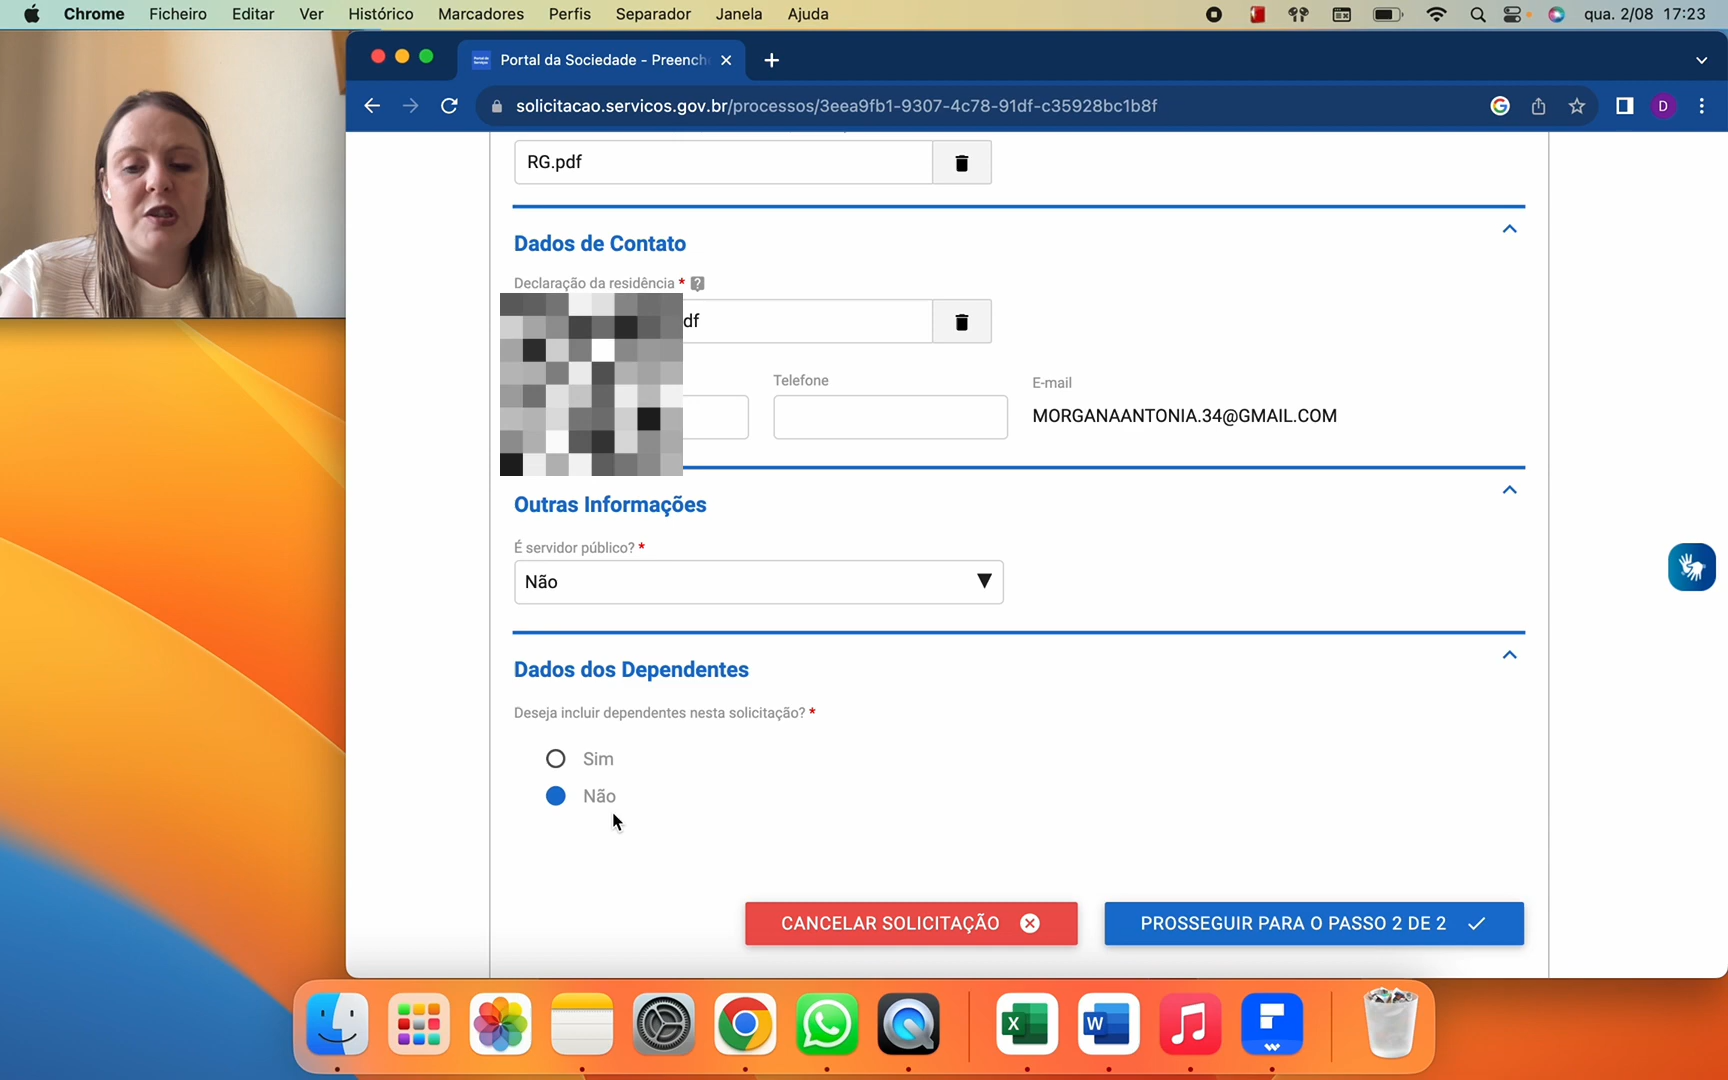 Chrome Ficheiro Editar Ver Histórico Marcadores Perfis Separador Janela Ajuda qua. 2/08 17:23
Portal da Sociedade - Preench
solicitacao.servicos.gov.br/processos/3eea9fb1-9307-4c78-91df-c35928bc1b8f
D
RG.pdf
Dados de Contato
Declaração da residência * ?
df
Telefone
E-mail
MORGANAANTONIA.34@GMAIL.COM
Outras Informações
É servidor público? *
Não
Dados dos Dependentes
Deseja incluir dependentes nesta solicitação? *
Sim
Não
CANCELAR SOLICITAÇÃO
PROSSEGUIR PARA O PASSO 2 DE 2
X
W